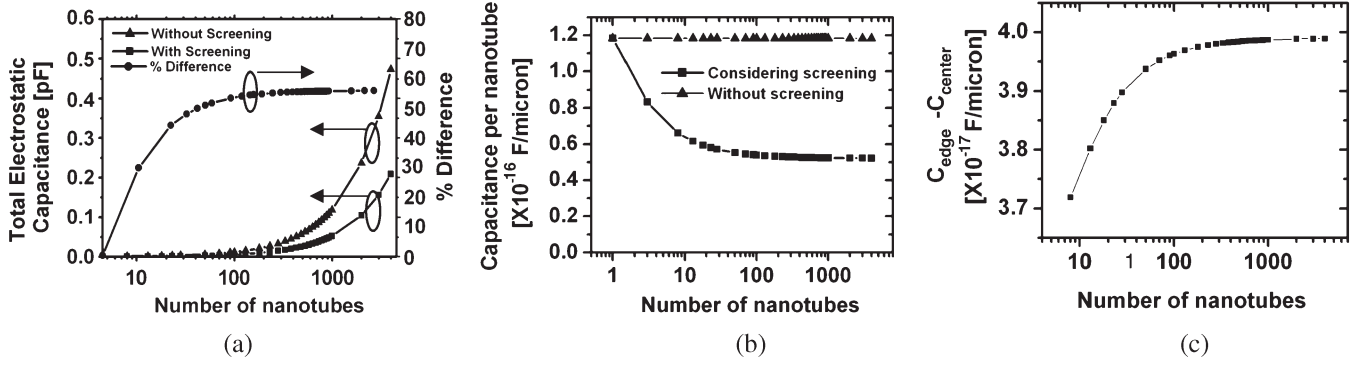 Total Electrostatic
Capacitance [pF]
0.6
0.5
0.4
0.3
0.2
0.1
0.0
Without Screening
With Screening
% Difference
80
70
60
50
40
30
20
10
0
% Difference
10 100 1000
Number of nanotubes
(a)
Capacitance per nanotube
[X10-16 F/micron]
1.2
1.0
0.8
0.6
0.4
0.2
0.0
Considering screening
Without screening
1 10 100 1000
Number of nanotubes
(b)
Cedge -Ccenter
[X10-17 F/micron]
4.0
3.9
3.8
3.7
10 1 100 1000
Number of nanotubes
(c)